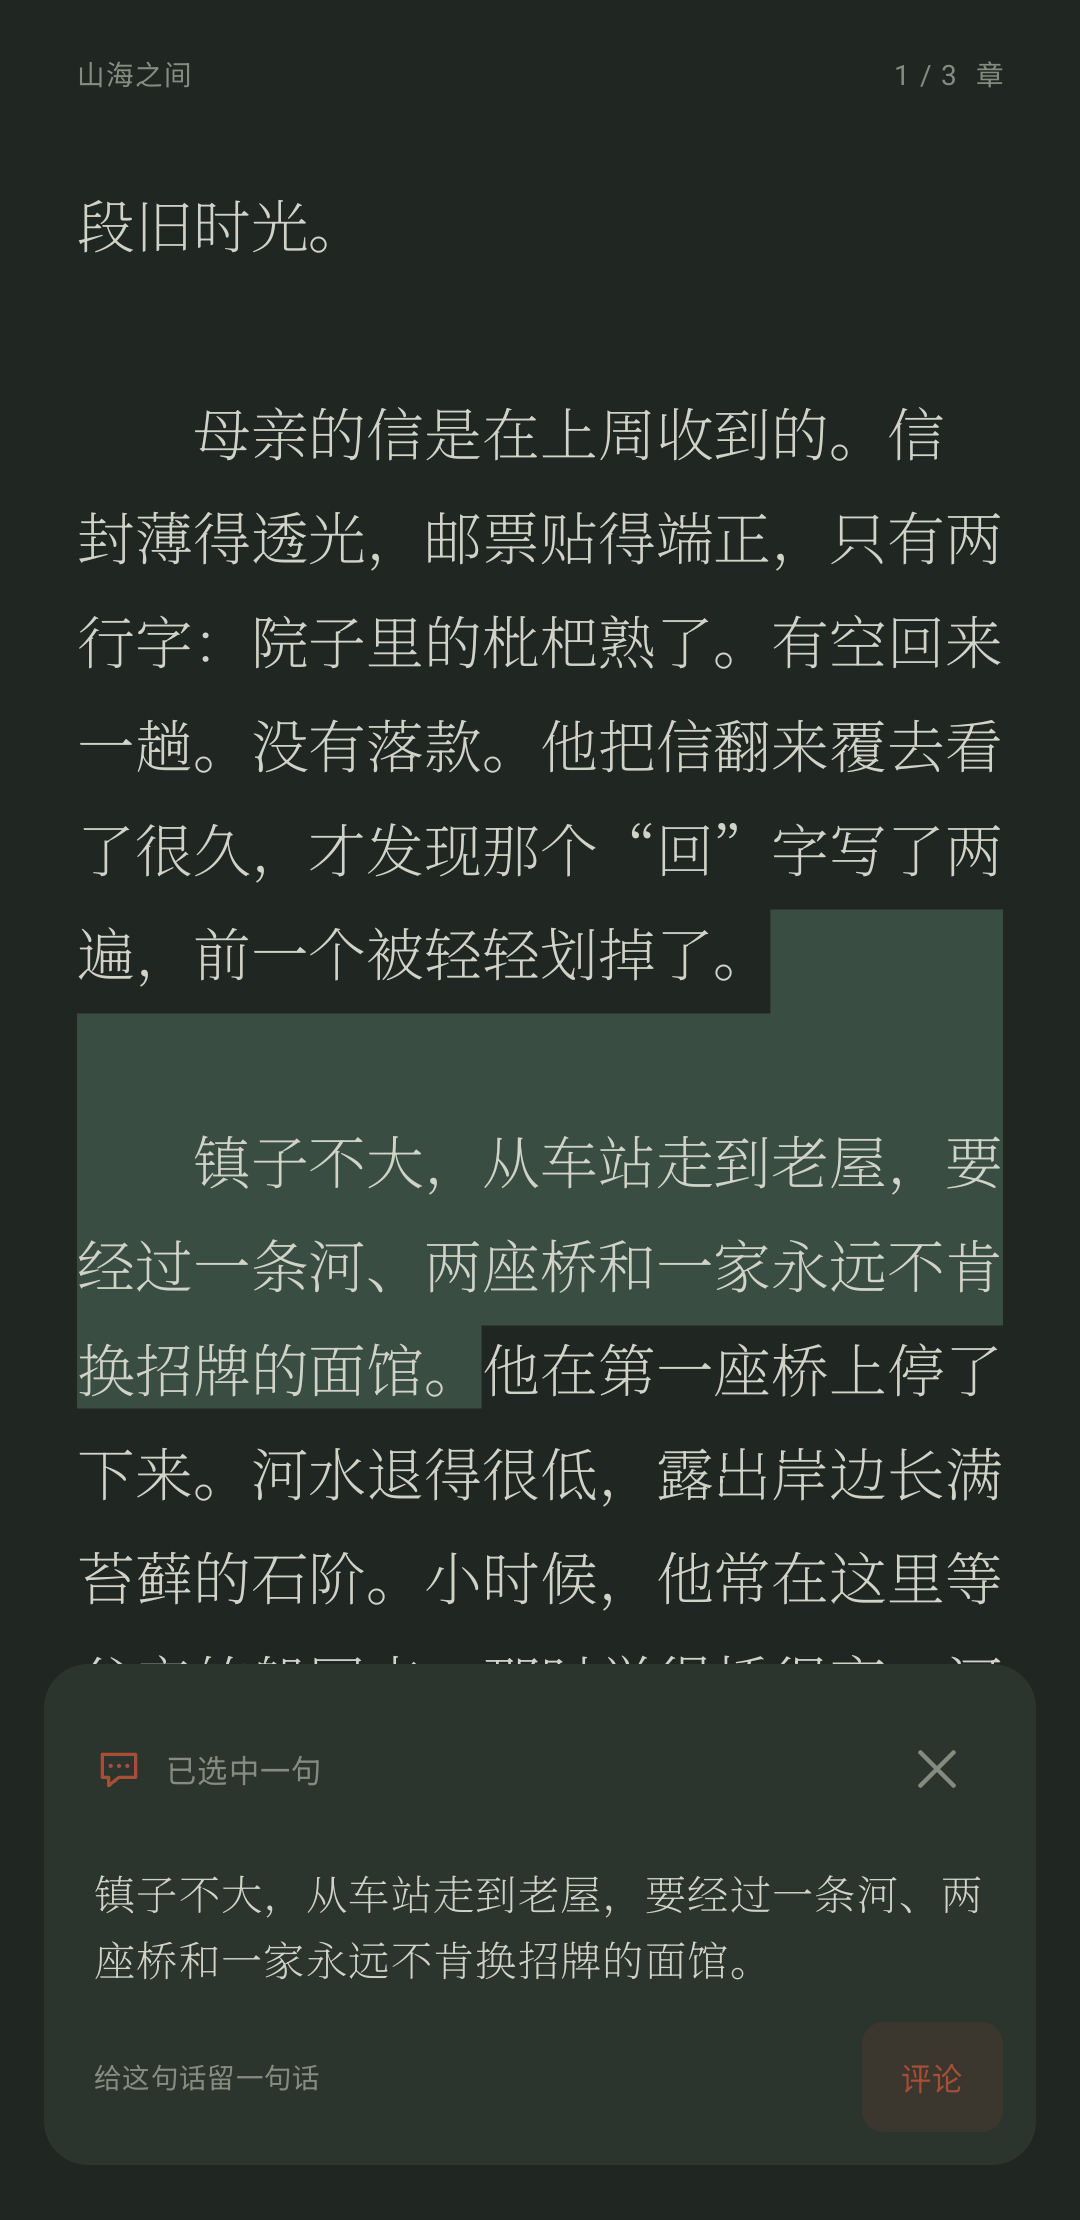 山海之间
1 / 3 章
段旧时光。
母亲的信是在上周收到的。信
封薄得透光，邮票贴得端正，只有两
行字：院子里的枇杷熟了。有空回来
一趟。没有落款。他把信翻来覆去看
了很久，才发现那个“回”字写了两
遍，前一个被轻轻划掉了。
镇子不大，从车站走到老屋，要
经过一条河、两座桥和一家永远不肯
换招牌的面馆。他在第一座桥上停了
下来。河水退得很低，露出岸边长满
苔藓的石阶。小时候，他常在这里等
已选中一句
镇子不大，从车站走到老屋，要经过一条河、两
座桥和一家永远不肯换招牌的面馆。
给这句话留一句话
评论